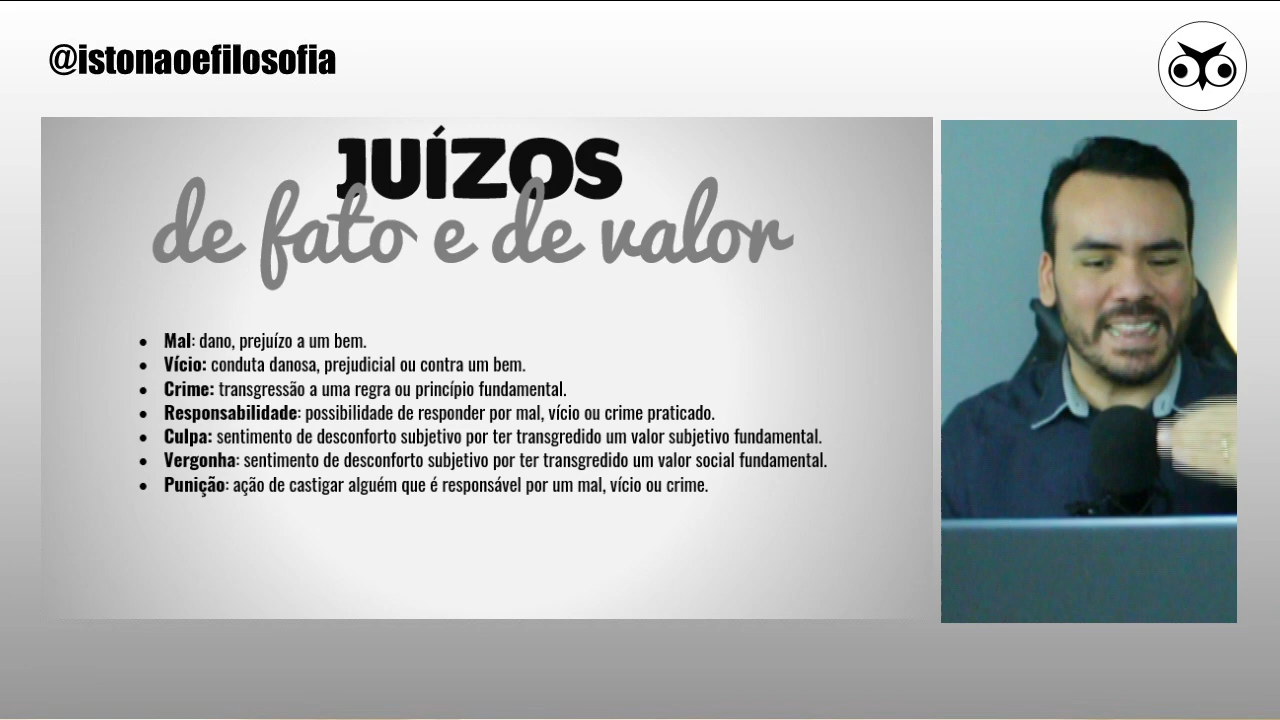 @istonaoefilosofia
JUÍZOS
de fato e de valor
• Mal: dano, prejuízo a um bem.
• Vício: conduta danosa, prejudicial ou contra um bem.
• Crime: transgressão a uma regra ou princípio fundamental.
• Responsabilidade: possibilidade de responder por mal, vício ou crime praticado.
• Culpa: sentimento de desconforto subjetivo por ter transgredido um valor subjetivo fundamental.
• Vergonha: sentimento de desconforto subjetivo por ter transgredido um valor social fundamental.
• Punição: ação de castigar alguém que é responsável por um mal, vício ou crime.